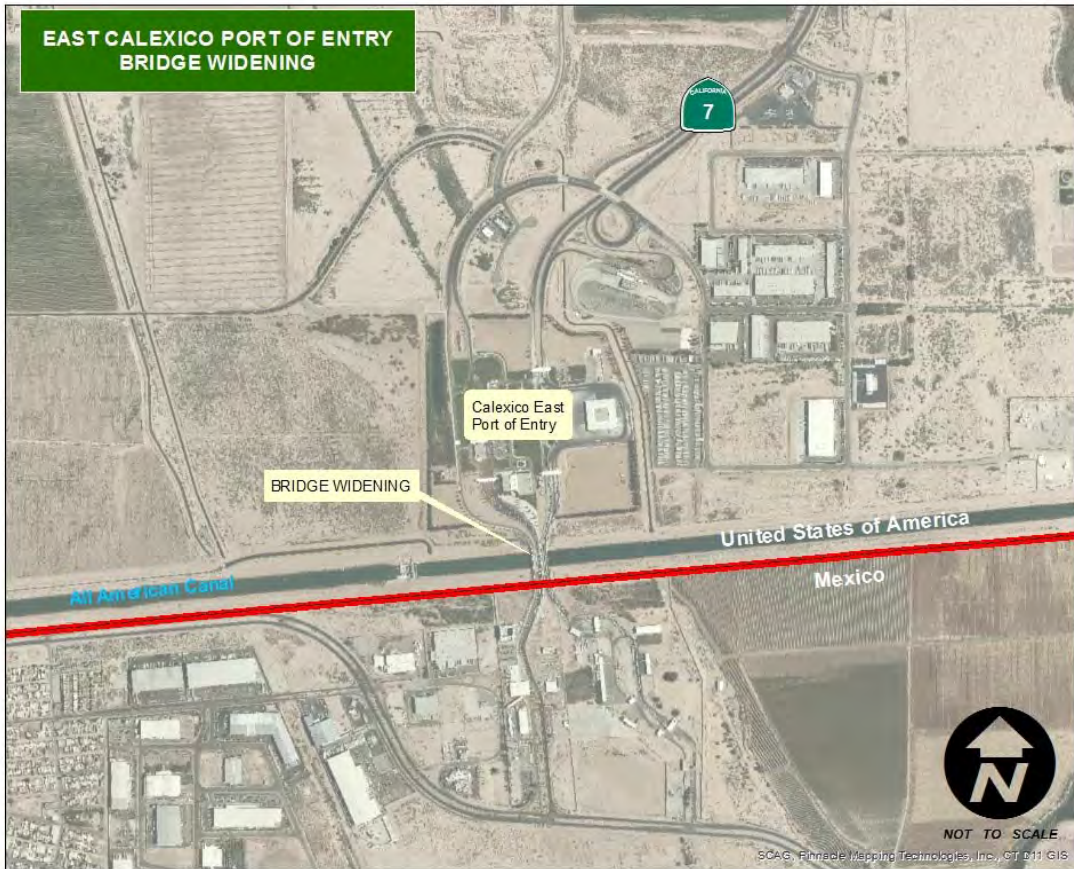 EAST CALEXICO PORT OF ENTRY
BRIDGE WIDENING
CALIFORNIA
7
Calexico East
Port of Entry
BRIDGE WIDENING
United States of America
All American Canal
Mexico
N
NOT TO SCALE
SCAG, Pinnacle Mapping Technologies, Inc., CT D11 GIS